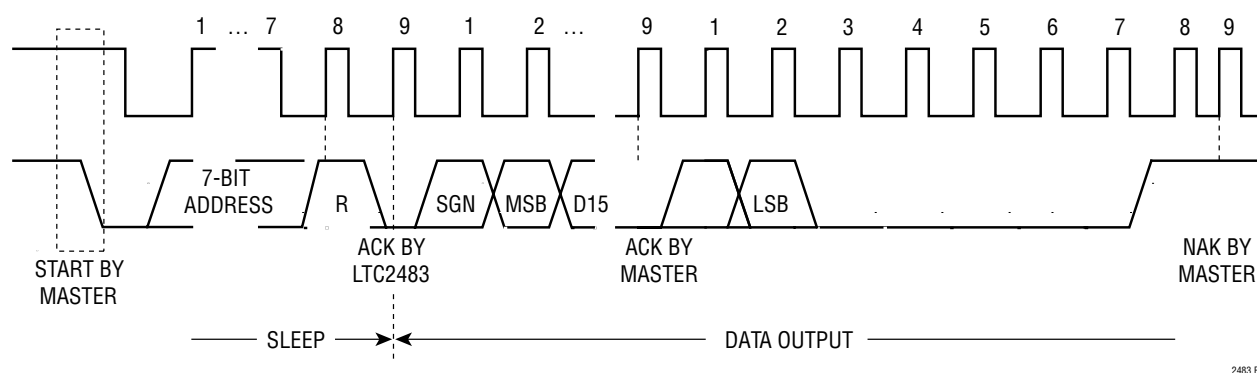 1 ... 7 8 9 1 2 ... 9 1 2 3 4 5 6 7 8 9
7-BIT
ADDRESS
R
SGN
MSB
D15
LSB
START BY
MASTER
ACK BY
LTC2483
ACK BY
MASTER
NAK BY
MASTER
SLEEP
DATA OUTPUT
2483